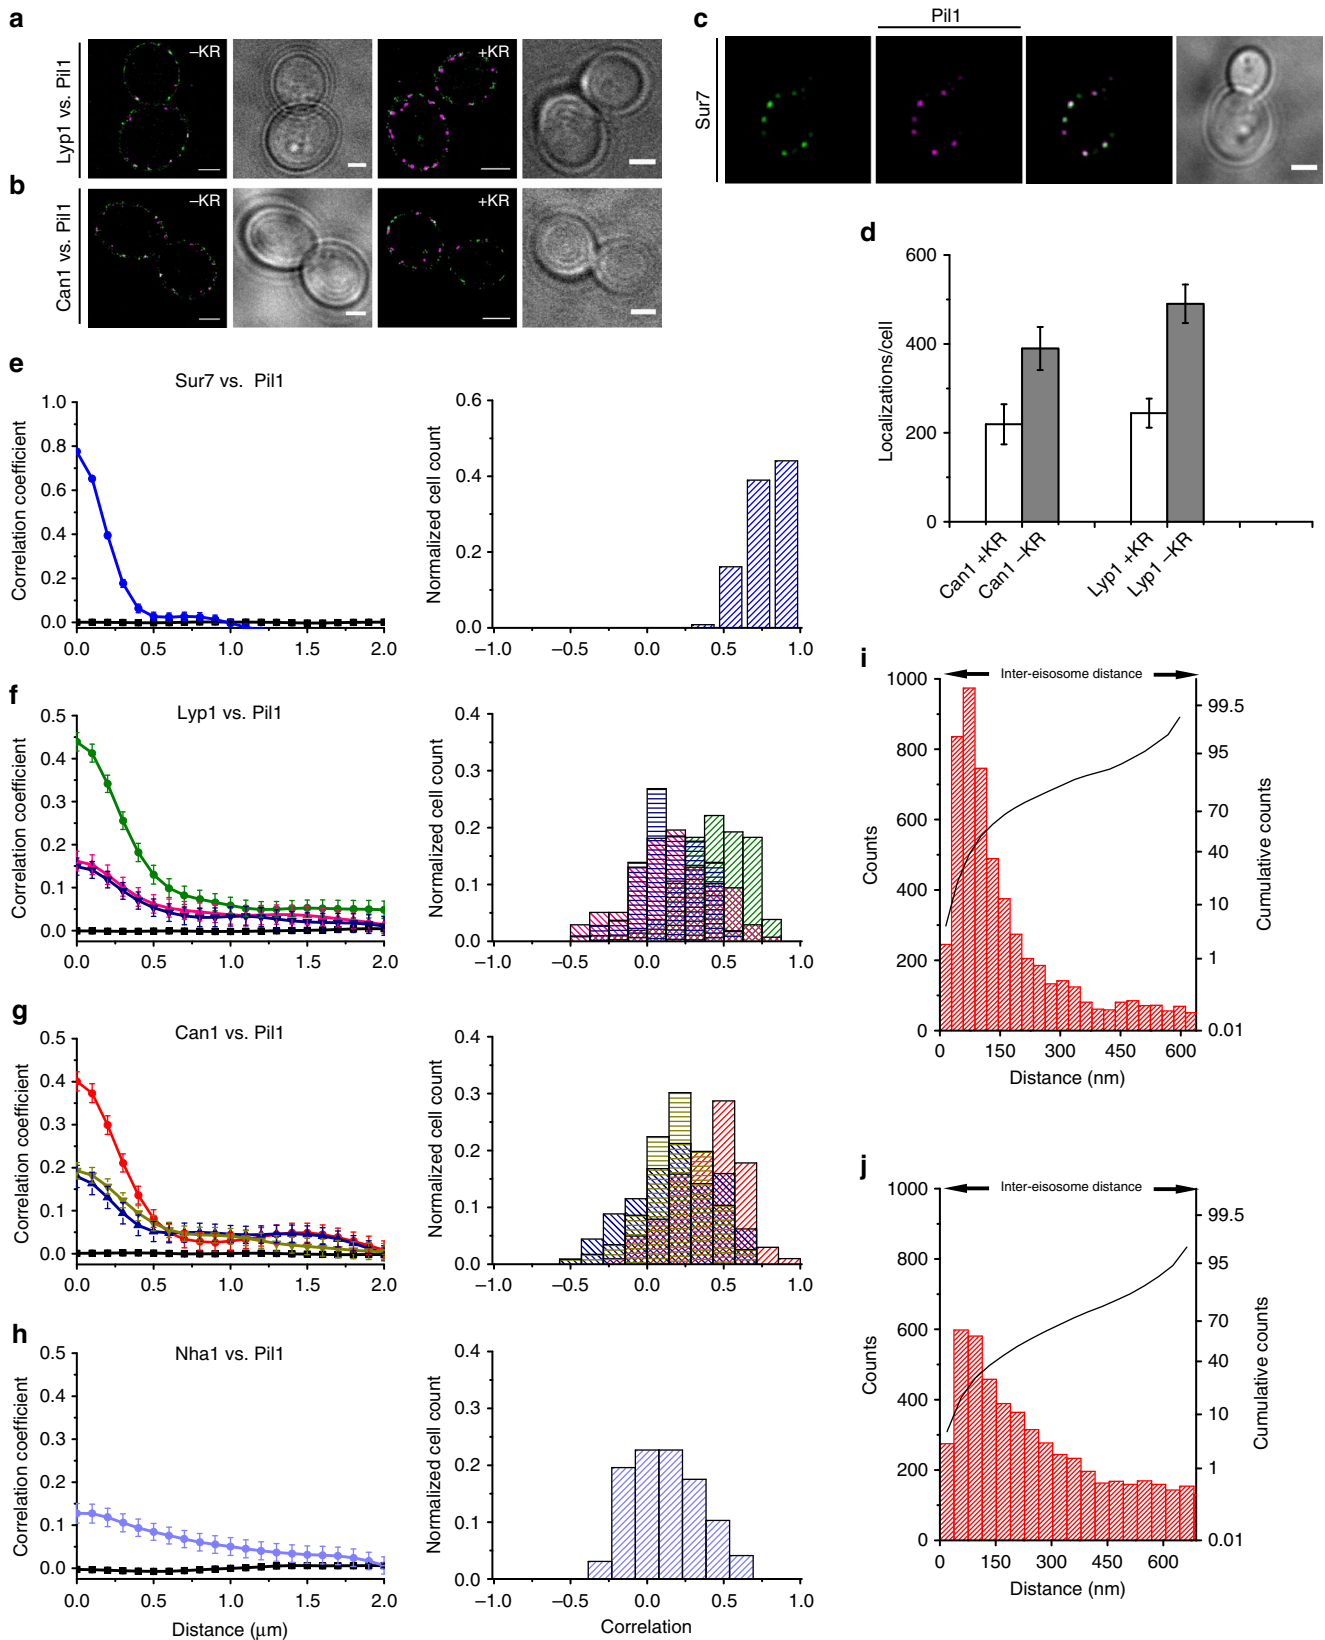 a
Lyp1 vs. Pil1
–KR
+KR
b
Can1 vs. Pil1
–KR
+KR
c
Pil1
Sur7
d
Localizations/cell
600
400
200
0
Can1 +KR
Can1 –KR
Lyp1 +KR
Lyp1 –KR
e
Sur7 vs. Pil1
Correlation coefficient
1.0
0.8
0.6
0.4
0.2
0.0
0.0 0.5 1.0 1.5 2.0
Normalized cell count
0.6
0.4
0.2
0.0
–1.0 –0.5 0.0 0.5 1.0
f
Lyp1 vs. Pil1
Correlation coefficient
0.5
0.4
0.3
0.2
0.1
0.0
0.0 0.5 1.0 1.5 2.0
Normalized cell count
0.4
0.3
0.2
0.1
0.0
–1.0 –0.5 0.0 0.5 1.0
g
Can1 vs. Pil1
Correlation coefficient
0.5
0.4
0.3
0.2
0.1
0.0
0.0 0.5 1.0 1.5 2.0
Normalized cell count
0.4
0.3
0.2
0.1
0.0
–1.0 –0.5 0.0 0.5 1.0
h
Nha1 vs. Pil1
Correlation coefficient
0.5
0.4
0.3
0.2
0.1
0.0
0.0 0.5 1.0 1.5 2.0
Distance (μm)
Normalized cell count
0.4
0.3
0.2
0.1
0.0
–1.0 –0.5 0.0 0.5 1.0
Correlation
i
Inter-eisosome distance
Counts
1000
800
600
400
200
0
0 150 300 450 600
Distance (nm)
99.5
95
70
40
10
1
0.01
Cumulative counts
j
Inter-eisosome distance
Counts
1000
800
600
400
200
0
0 150 300 450 600
Distance (nm)
99.5
95
70
40
10
1
0.01
Cumulative counts